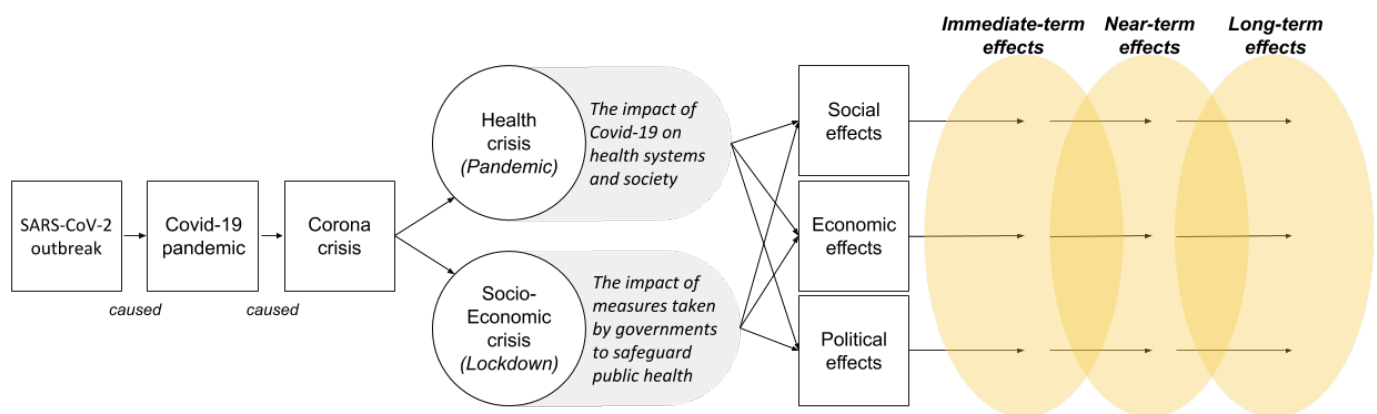 Immediate-term
effects
Near-term
effects
Long-term
effects
SARS-CoV-2
outbreak
caused
Covid-19
pandemic
caused
Corona
crisis
Health
crisis
(Pandemic)
The impact of
Covid-19 on
health systems
and society
Socio-
Economic
crisis
(Lockdown)
The impact of
measures taken
by governments
to safeguard
public health
Social
effects
Economic
effects
Political
effects